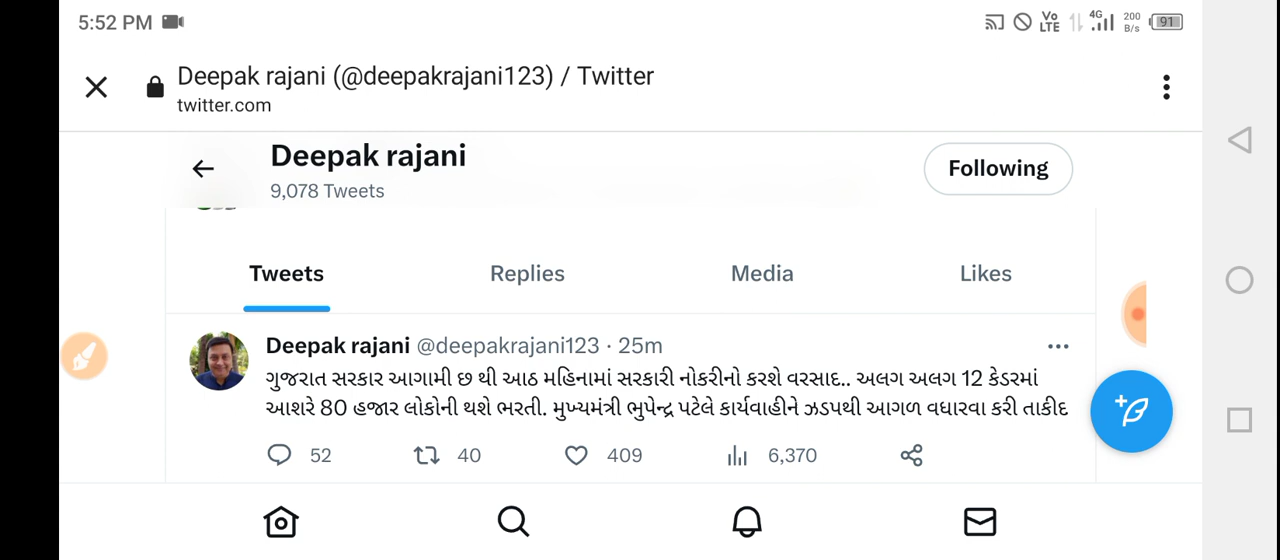 5:52 PM
Vo LTE 4G 200 B/s 91
Deepak rajani (@deepakrajani123) / Twitter
twitter.com
Deepak rajani
9,078 Tweets
Following
Tweets Replies Media Likes
Deepak rajani @deepakrajani123 · 25m
ગુજરાત સરકાર આગામી છ થી આઠ મહિનામાં સરકારી નોકરીનો કરશે વરસાદ.. અલગ અલગ 12 કેડરમાં
આશરે 80 હજાર લોકોની થશે ભરતી. મુખ્યમંત્રી ભુપેન્દ્ર પટેલે કાર્યવાહીને ઝડપથી આગળ વધારવા કરી તાકીદ
52 40 409 6,370